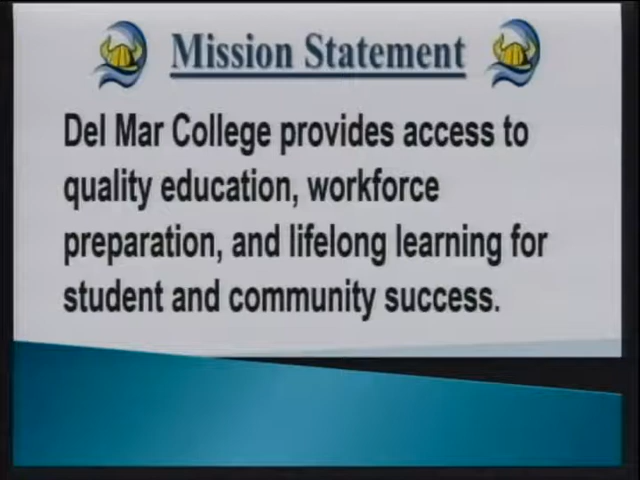 Mission Statement
Del Mar College provides access to
quality education, workforce
preparation, and lifelong learning for
student and community success.